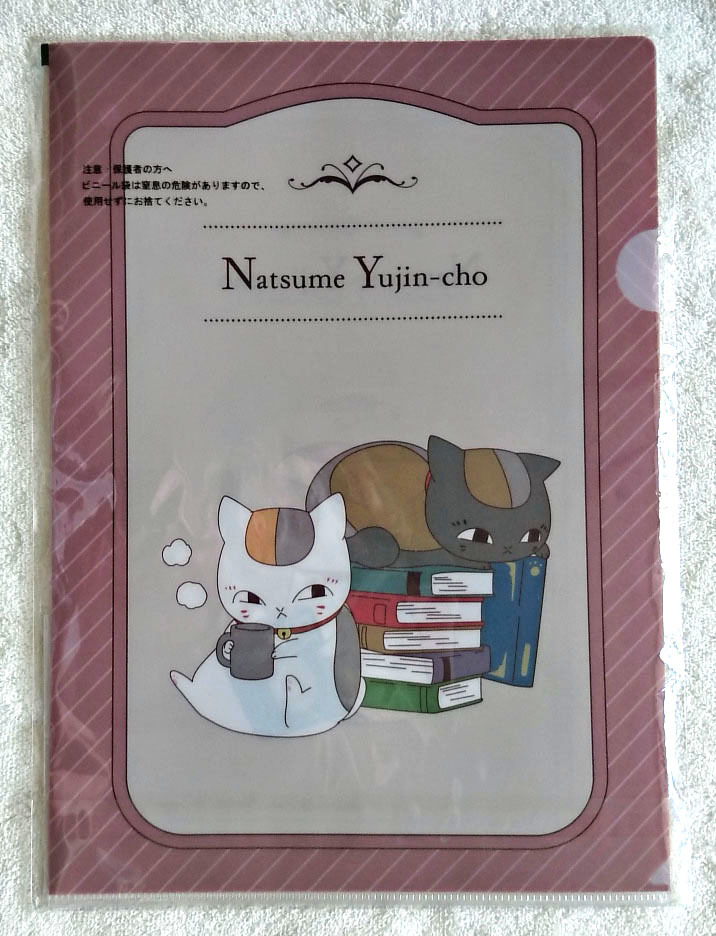 注意・保護者の方へ
ビニール袋は窒息の危険がありますので、
使用せずにお捨てください。
Natsume Yujin-cho